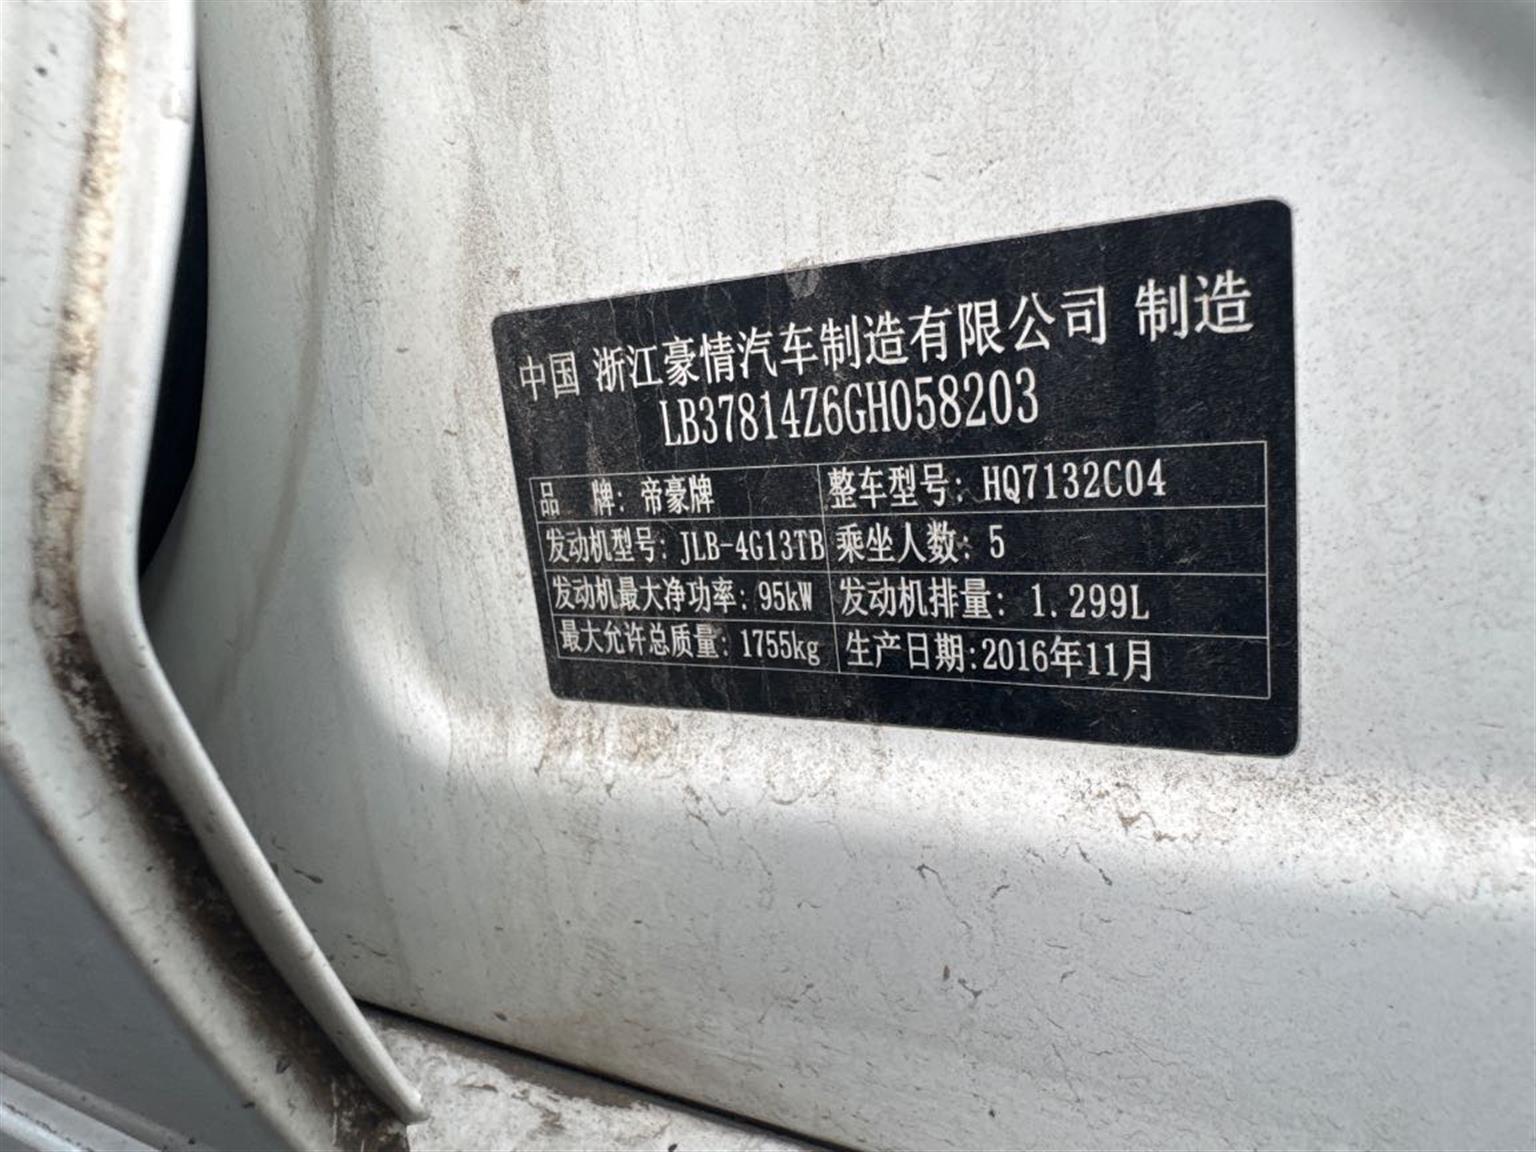 中国 浙江豪情汽车制造有限公司 制造
LB37814Z6GH058203
品 牌: 帝豪牌 整车型号: HQ7132C04
发动机型号: JLB-4G13TB 乘坐人数: 5
发动机最大净功率: 95kW 发动机排量: 1.299L
最大允许总质量: 1755kg 生产日期:2016年11月